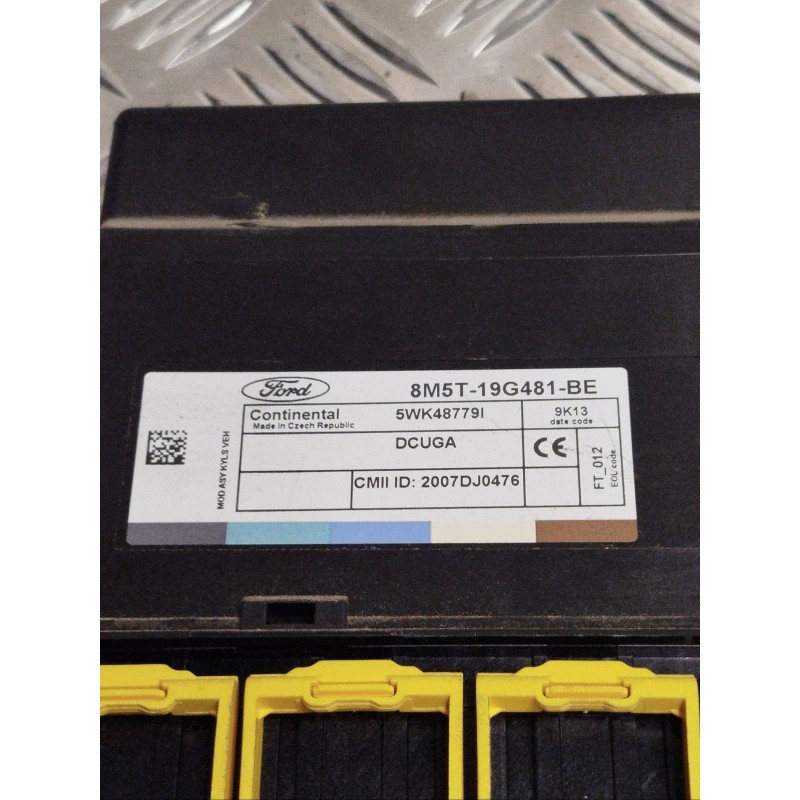 Ford
8M5T-19G481-BE
Continental
Made in Czech Republic
5WK48779I
9K13
date code
DCUGA
CE
CMII ID: 2007DJ0476
FT_012
EOL code
MOD ASY KYLS VEH